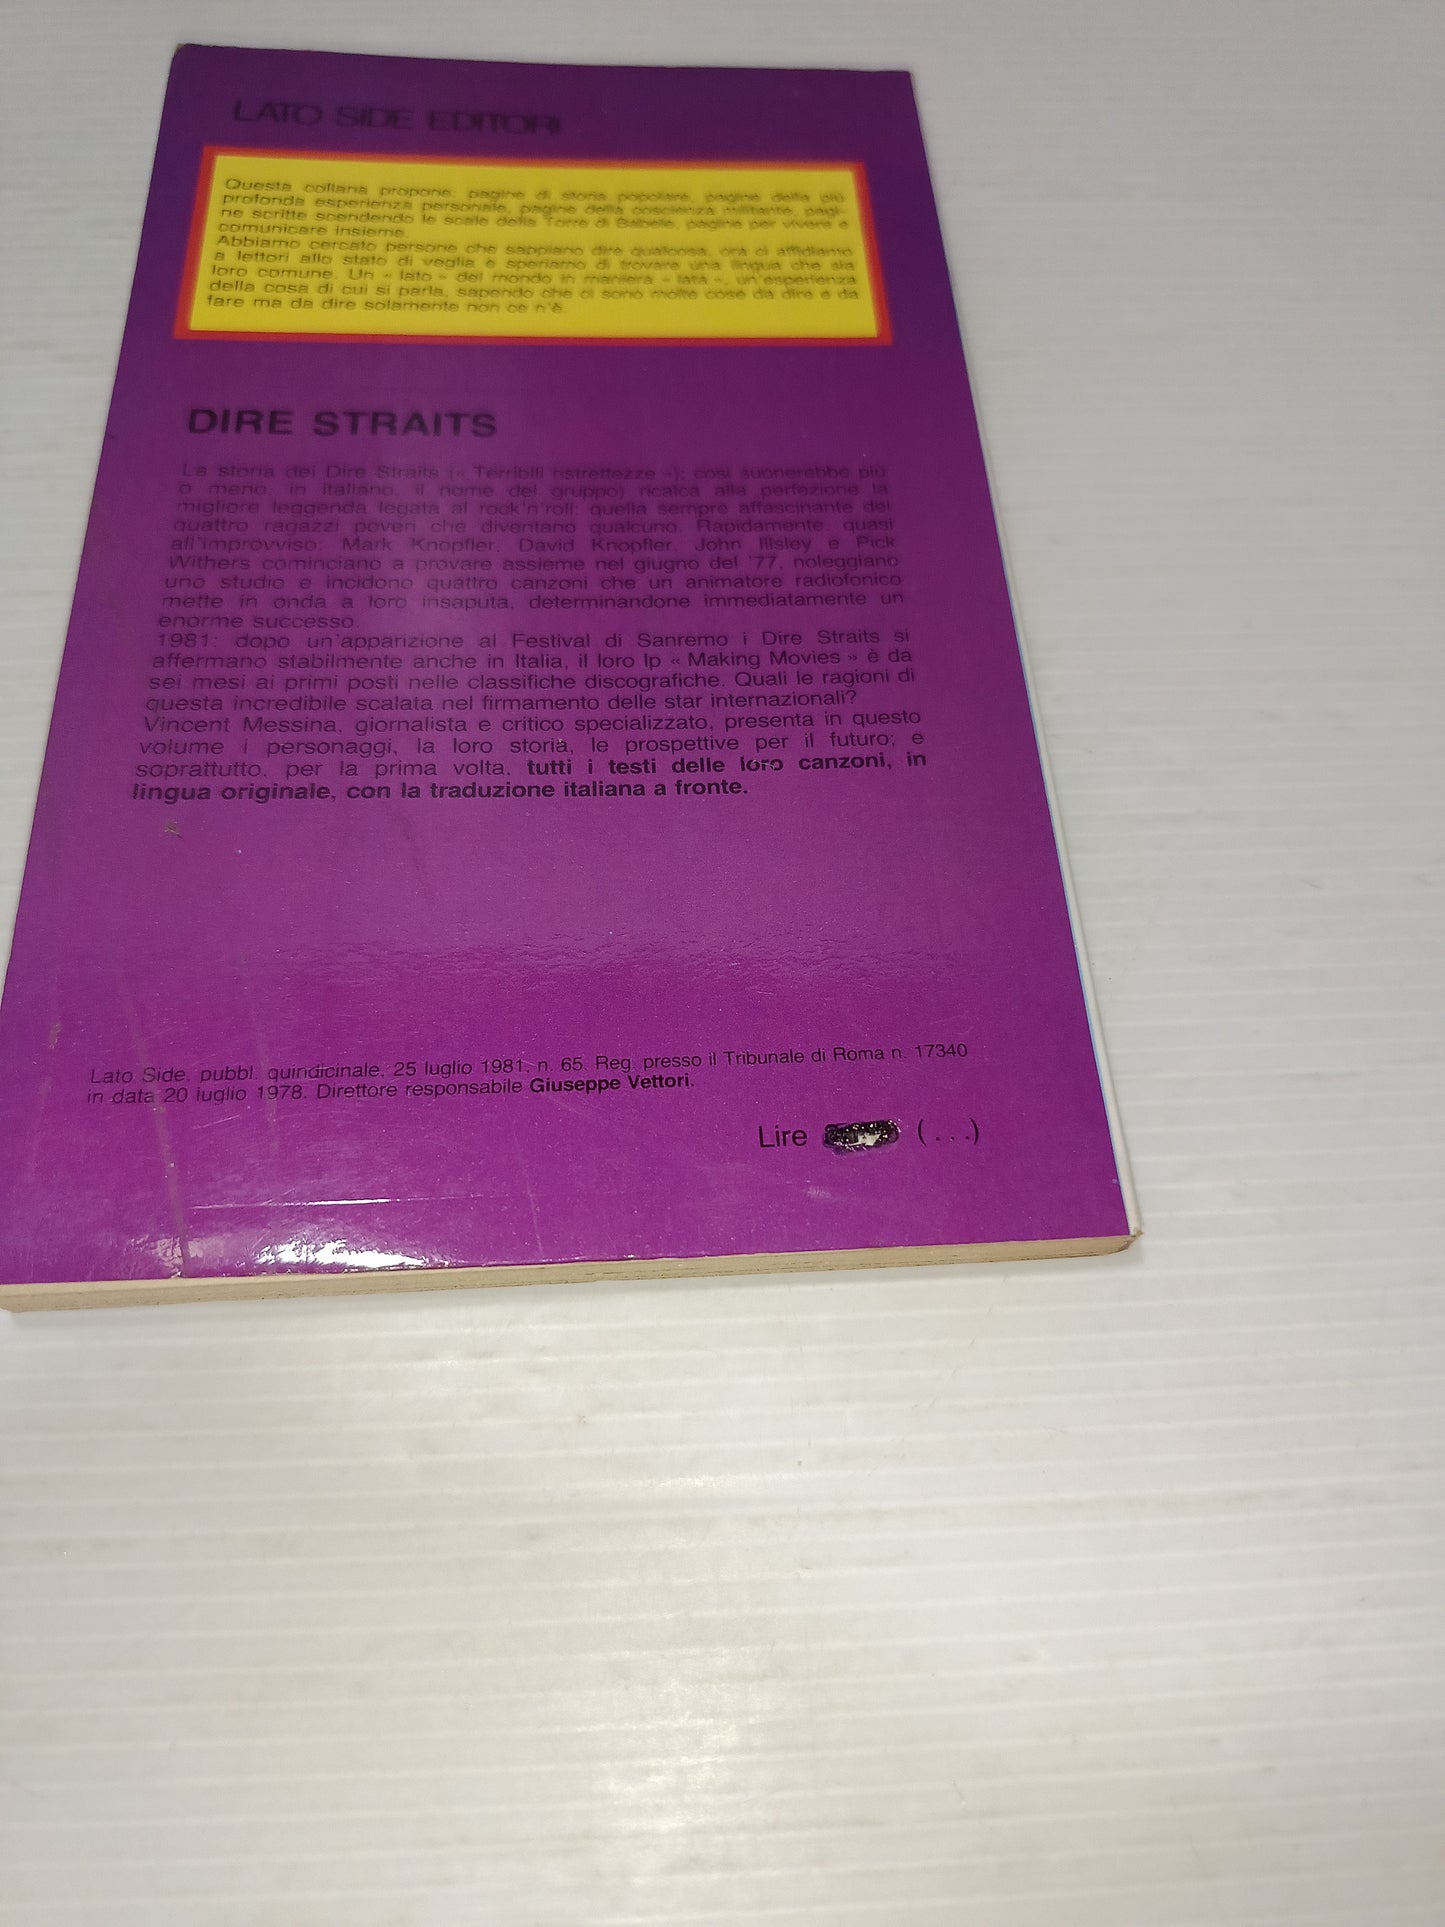 LATO SIDE EDITORI
Questa collana propone, pagine di storia popolare, pagine della più
profonda esperienza personale, pagine della coscienza militante, pagi-
ne scritte scendendo le scale della Torre di Babele, pagine per vivere e
comunicare insieme.
Abbiamo cercato persone che sappiano dire qualcosa, ora ci affidiamo
a lettori allo stato di veglia e speriamo di trovare una lingua che sia
loro comune. Un « lato » del mondo in maniera « lata », un'esperienza
della cosa di cui si parla, sapendo che ci sono molte cose da dire e da
fare ma da dire solamente non ce n'è.
DIRE STRAITS
La storia dei Dire Straits (« Terribili ristrettezze »): così suonerebbe più
o meno, in italiano, il nome del gruppo) ricalca alla perfezione la
migliore leggenda legata al rock'n'roll: quella sempre affascinante dei
quattro ragazzi poveri che diventano qualcuno. Rapidamente, quasi
all'improvviso: Mark Knopfler, David Knopfler, John Illsley e Pick
Withers cominciano a provare assieme nel giugno del '77, noleggiano
uno studio e incidono quattro canzoni che un animatore radiofonico
mette in onda a loro insaputa, determinandone immediatamente un
enorme successo.
1981: dopo un'apparizione al Festival di Sanremo i Dire Straits si
affermano stabilmente anche in Italia, il loro lp « Making Movies » è da
sei mesi ai primi posti nelle classifiche discografiche. Quali le ragioni di
questa incredibile scalata nel firmamento delle star internazionali?
Vincent Messina, giornalista e critico specializzato, presenta in questo
volume i personaggi, la loro storia, le prospettive per il futuro; e
soprattutto, per la prima volta, tutti i testi delle loro canzoni, in
lingua originale, con la traduzione italiana a fronte.
Lato Side, pubbl. quindicinale, 25 luglio 1981, n. 65. Reg. presso il Tribunale di Roma n. 17340
in data 20 luglio 1978. Direttore responsabile Giuseppe Vettori.
Lire (...)